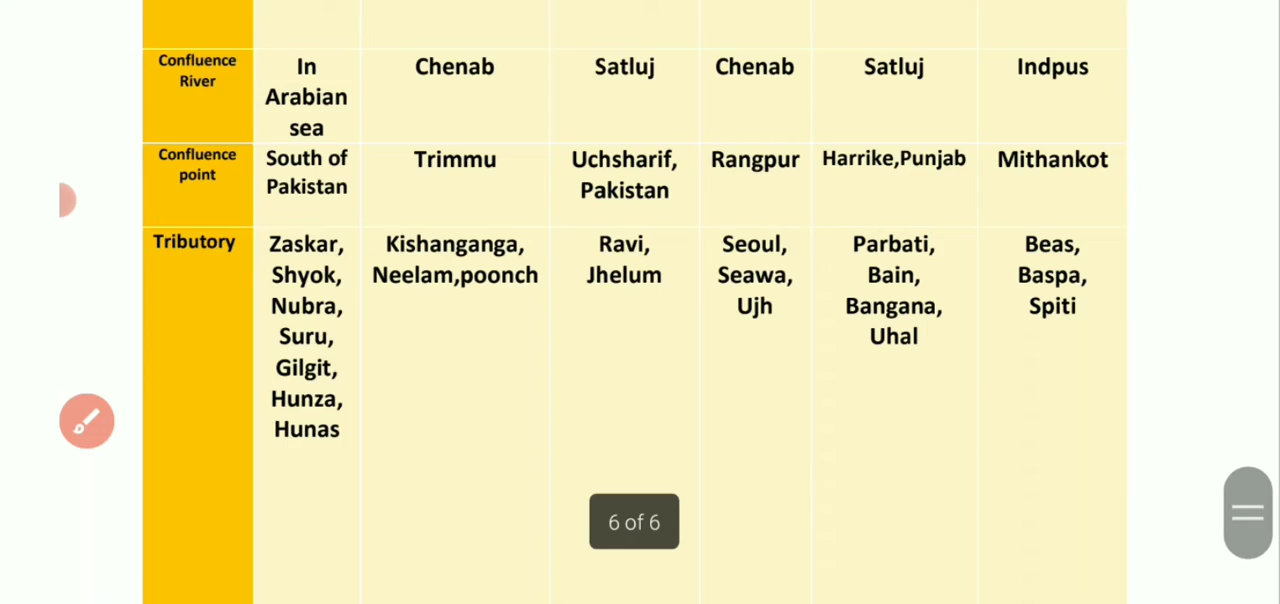 Confluence River
In Arabian sea
Chenab
Satluj
Chenab
Satluj
Indpus
Confluence point
South of Pakistan
Trimmu
Uchsharif, Pakistan
Rangpur
Harrike,Punjab
Mithankot
Tributory
Zaskar, Shyok, Nubra, Suru, Gilgit, Hunza, Hunas
Kishanganga, Neelam,poonch
Ravi, Jhelum
Seoul, Seawa, Ujh
Parbati, Bain, Bangana, Uhal
Beas, Baspa, Spiti
6 of 6